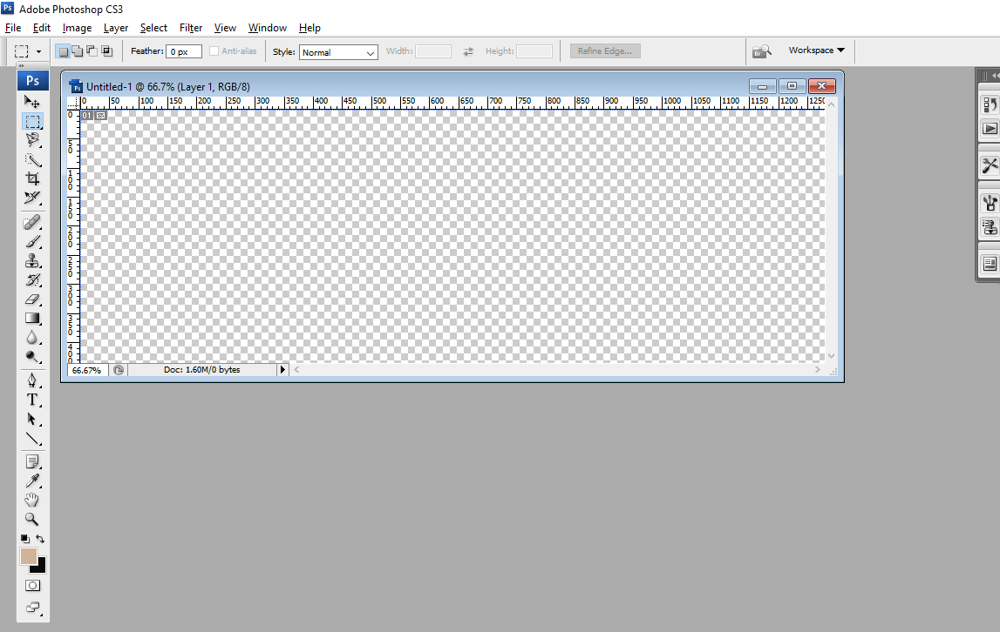 Ps Adobe Photoshop CS3
File Edit Image Layer Select Filter View Window Help
Feather: 0 px Anti-alias Style: Normal Width: Height: Refine Edge... Br Workspace
Ps
Ps Untitled-1 @ 66.7% (Layer 1, RGB/8)
0 50 100 150 200 250 300 350 400 450 500 550 600 650 700 750 800 850 900 950 1000 1050 1100 1150 1200 1250
01
0
50
100
150
200
250
300
350
400
66.67% Doc: 1.60M/0 bytes
T